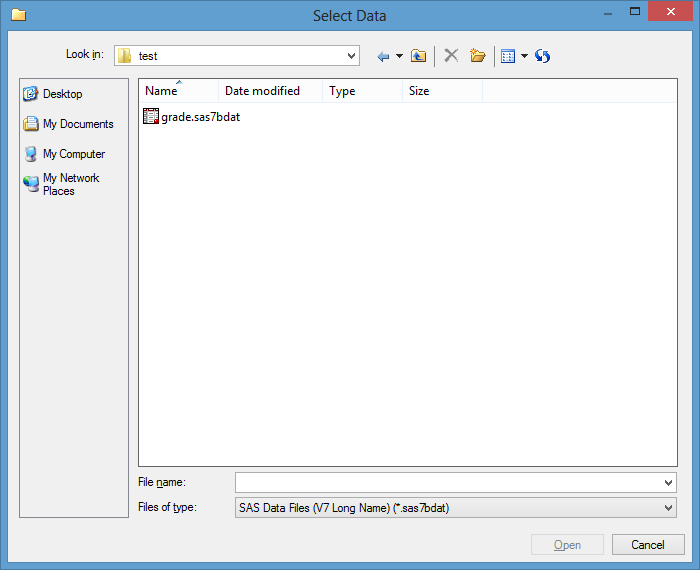 Select Data
Look in: test
Desktop
My Documents
My Computer
My Network
Places
Name Date modified Type Size
grade.sas7bdat
File name:
Files of type: SAS Data Files (V7 Long Name) (*.sas7bdat)
Open Cancel